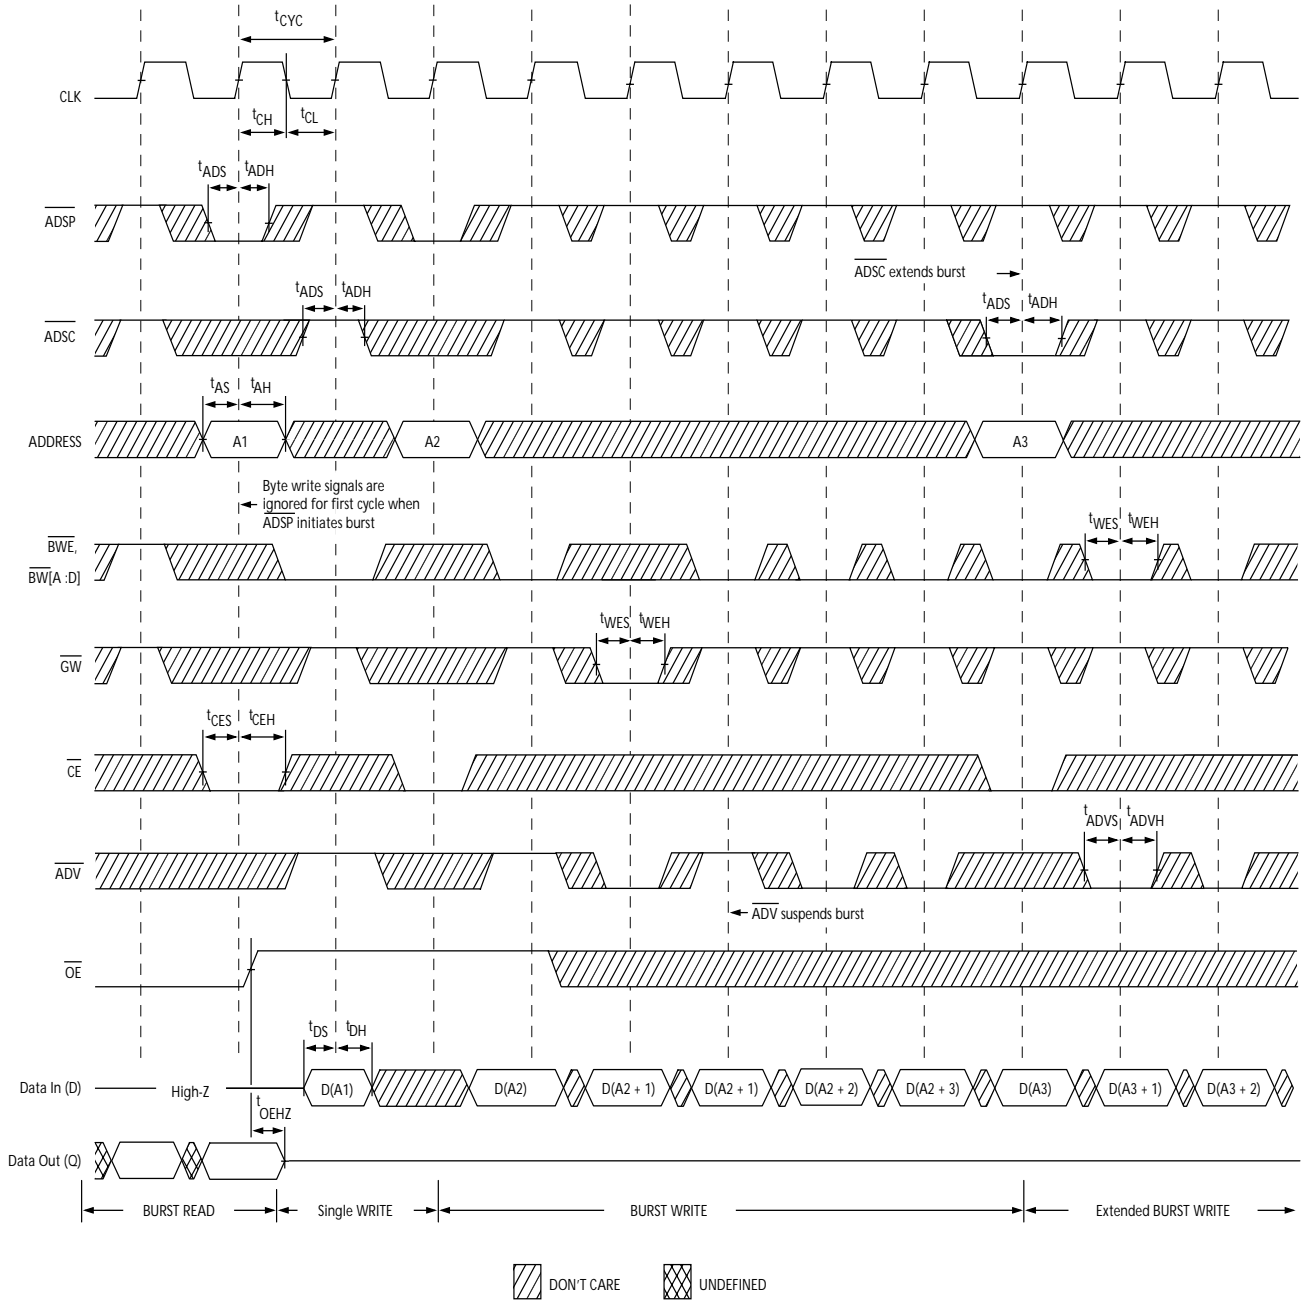 tCYC
CLK
tCH
tCL
tADS
tADH
ADSP
ADSC extends burst
tADS
tADH
tADS
tADH
ADSC
tAS
tAH
ADDRESS
A1
A2
A3
Byte write signals are
ignored for first cycle when
ADSP initiates burst
BWE,
BW[A :D]
tWES
tWEH
tWES
tWEH
GW
tCES
tCEH
CE
tADVS
tADVH
ADV
ADV suspends burst
OE
tDS
tDH
Data In (D)
High-Z
D(A1)
D(A2)
D(A2 + 1)
D(A2 + 1)
D(A2 + 2)
D(A2 + 3)
D(A3)
D(A3 + 1)
D(A3 + 2)
tOEHZ
Data Out (Q)
BURST READ
Single WRITE
BURST WRITE
Extended BURST WRITE
DON'T CARE
UNDEFINED